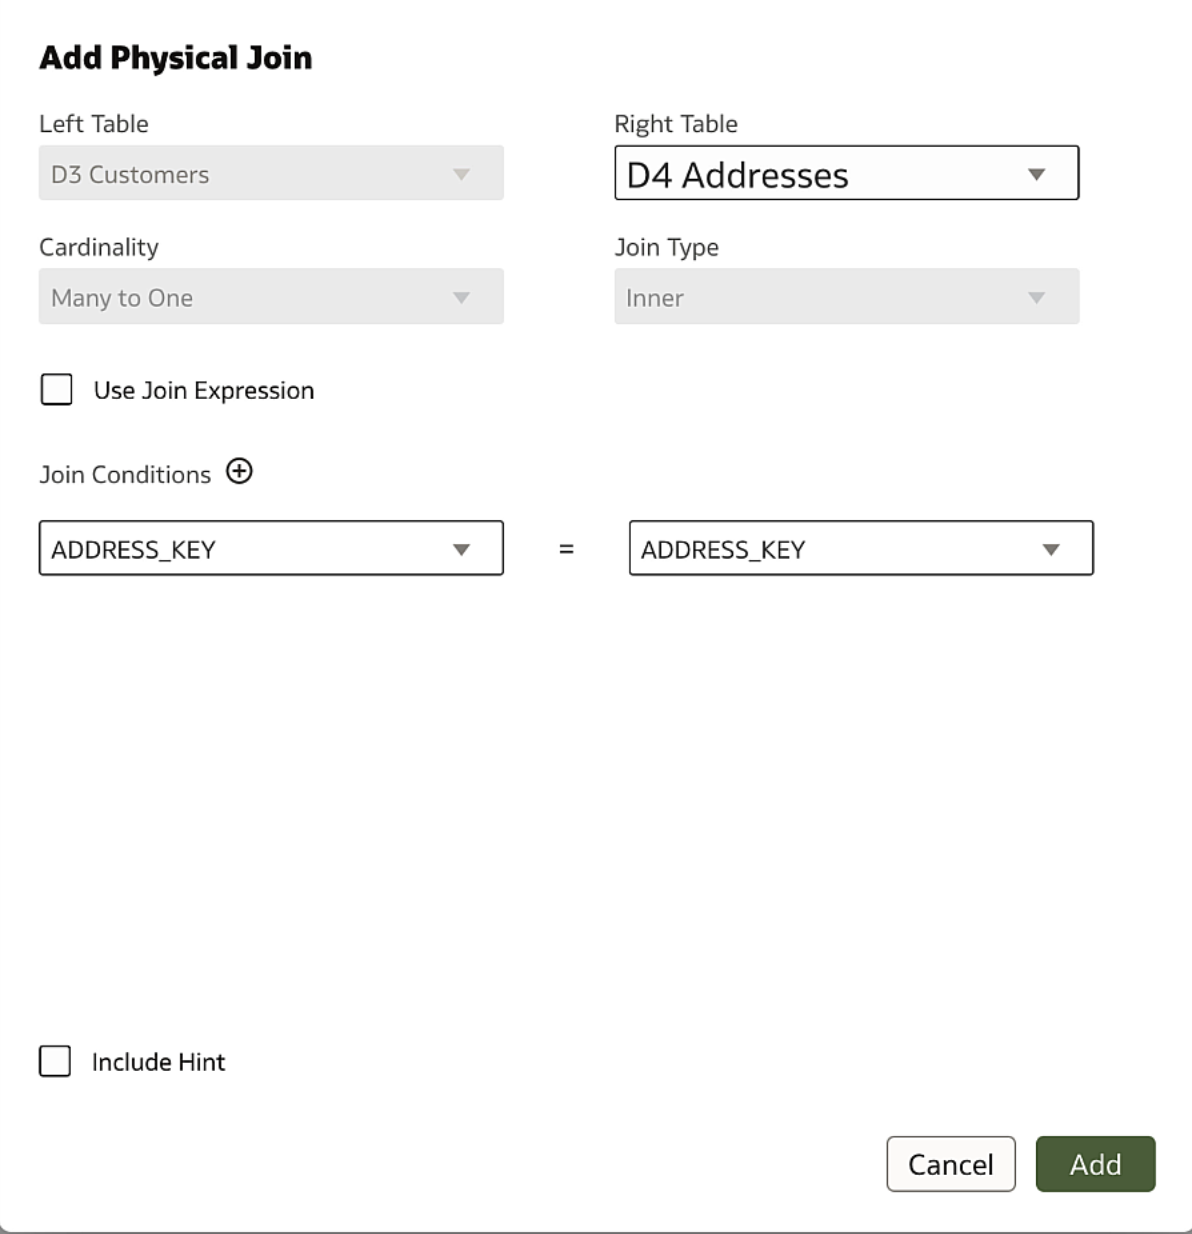 Add Physical Join
Left Table
Right Table
D3 Customers
D4 Addresses
Cardinality
Join Type
Many to One
Inner
Use Join Expression
Join Conditions
ADDRESS_KEY = ADDRESS_KEY
Include Hint
Cancel
Add